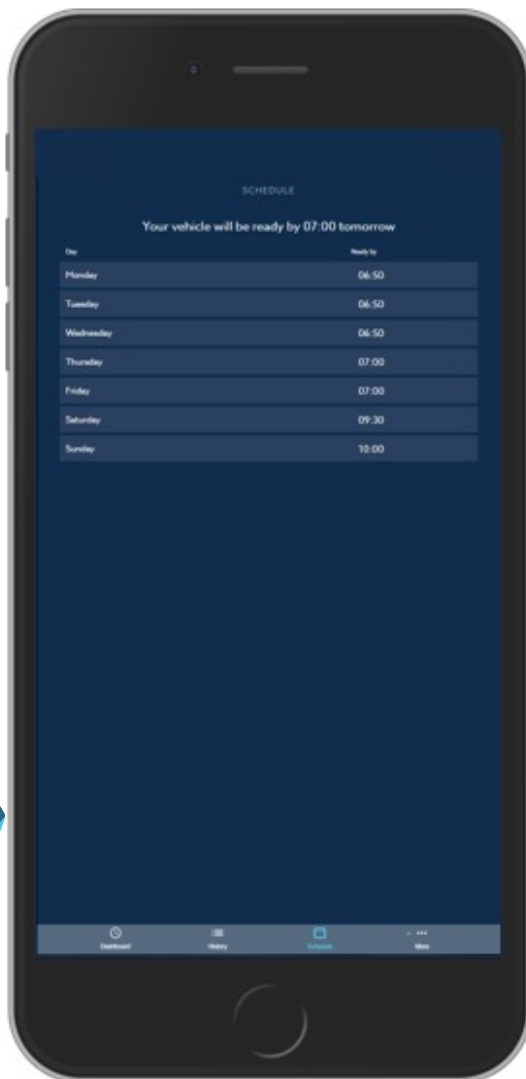 SCHEDULE
Your vehicle will be ready by 07:00 tomorrow
Day Ready by
Monday 06:50
Tuesday 06:50
Wednesday 06:50
Thursday 07:00
Friday 07:00
Saturday 09:30
Sunday 10:00
Dashboard History Schedule More